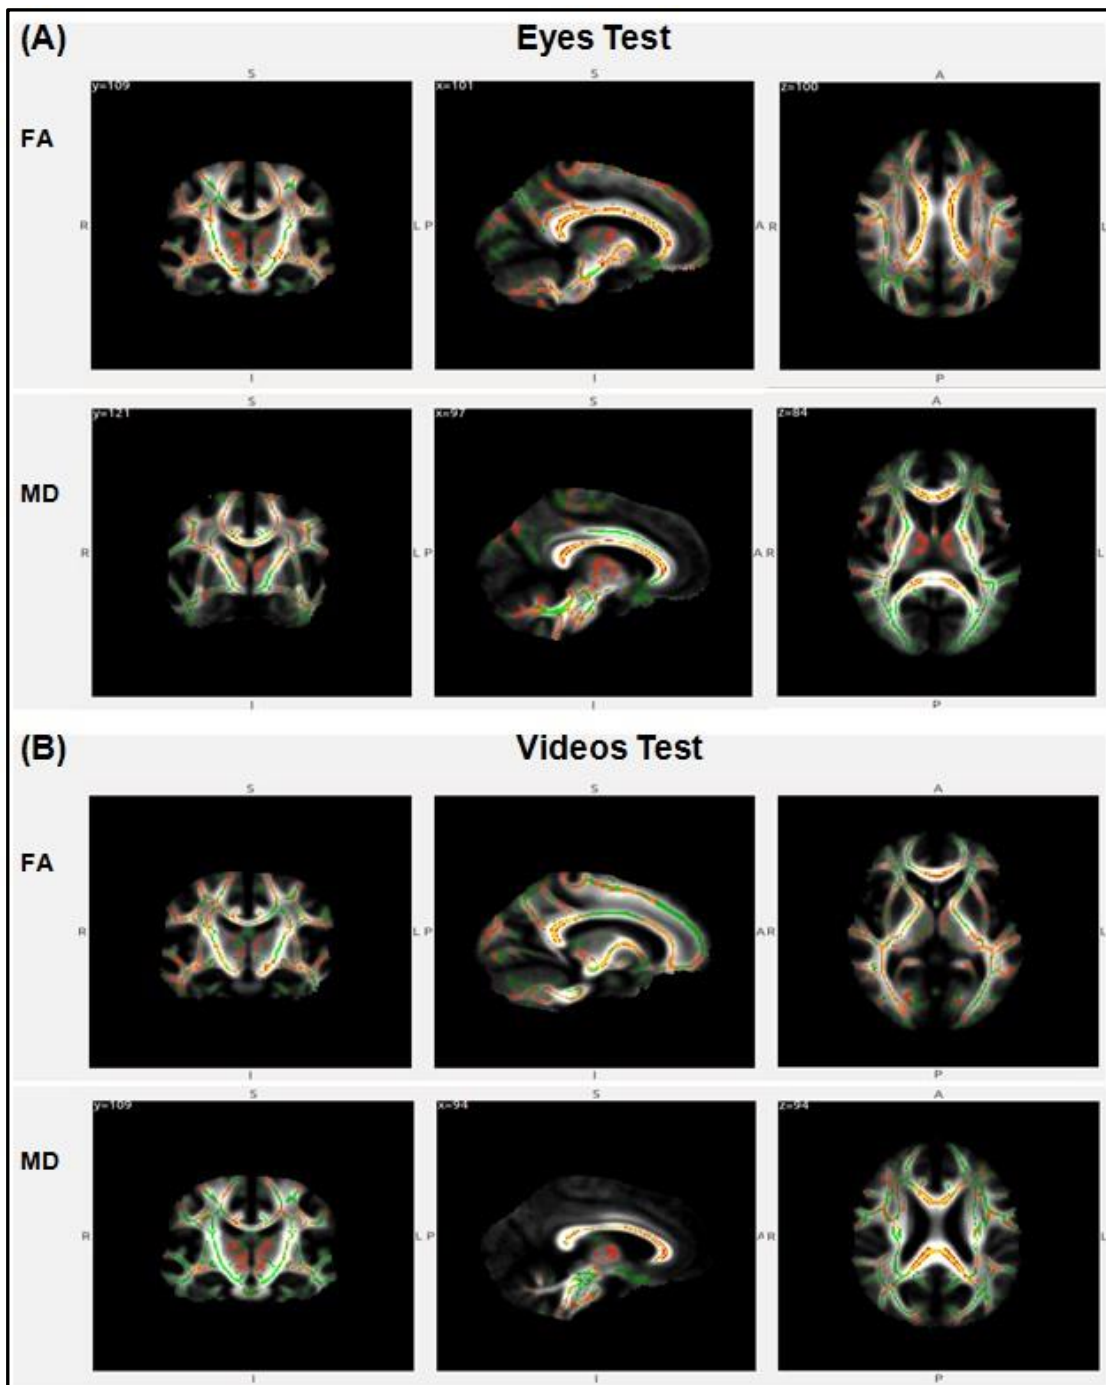 (A) Eyes Test
S S A
y=109 x=101 z=100
FA
R L P A R L
I I P
S S A
y=121 x=97 z=84
MD
R L P A R L
I I P
(B) Videos Test
S S A
FA
R L P A R L
I I P
S S A
y=109 x=94 z=94
MD
R L P A R L
I I P